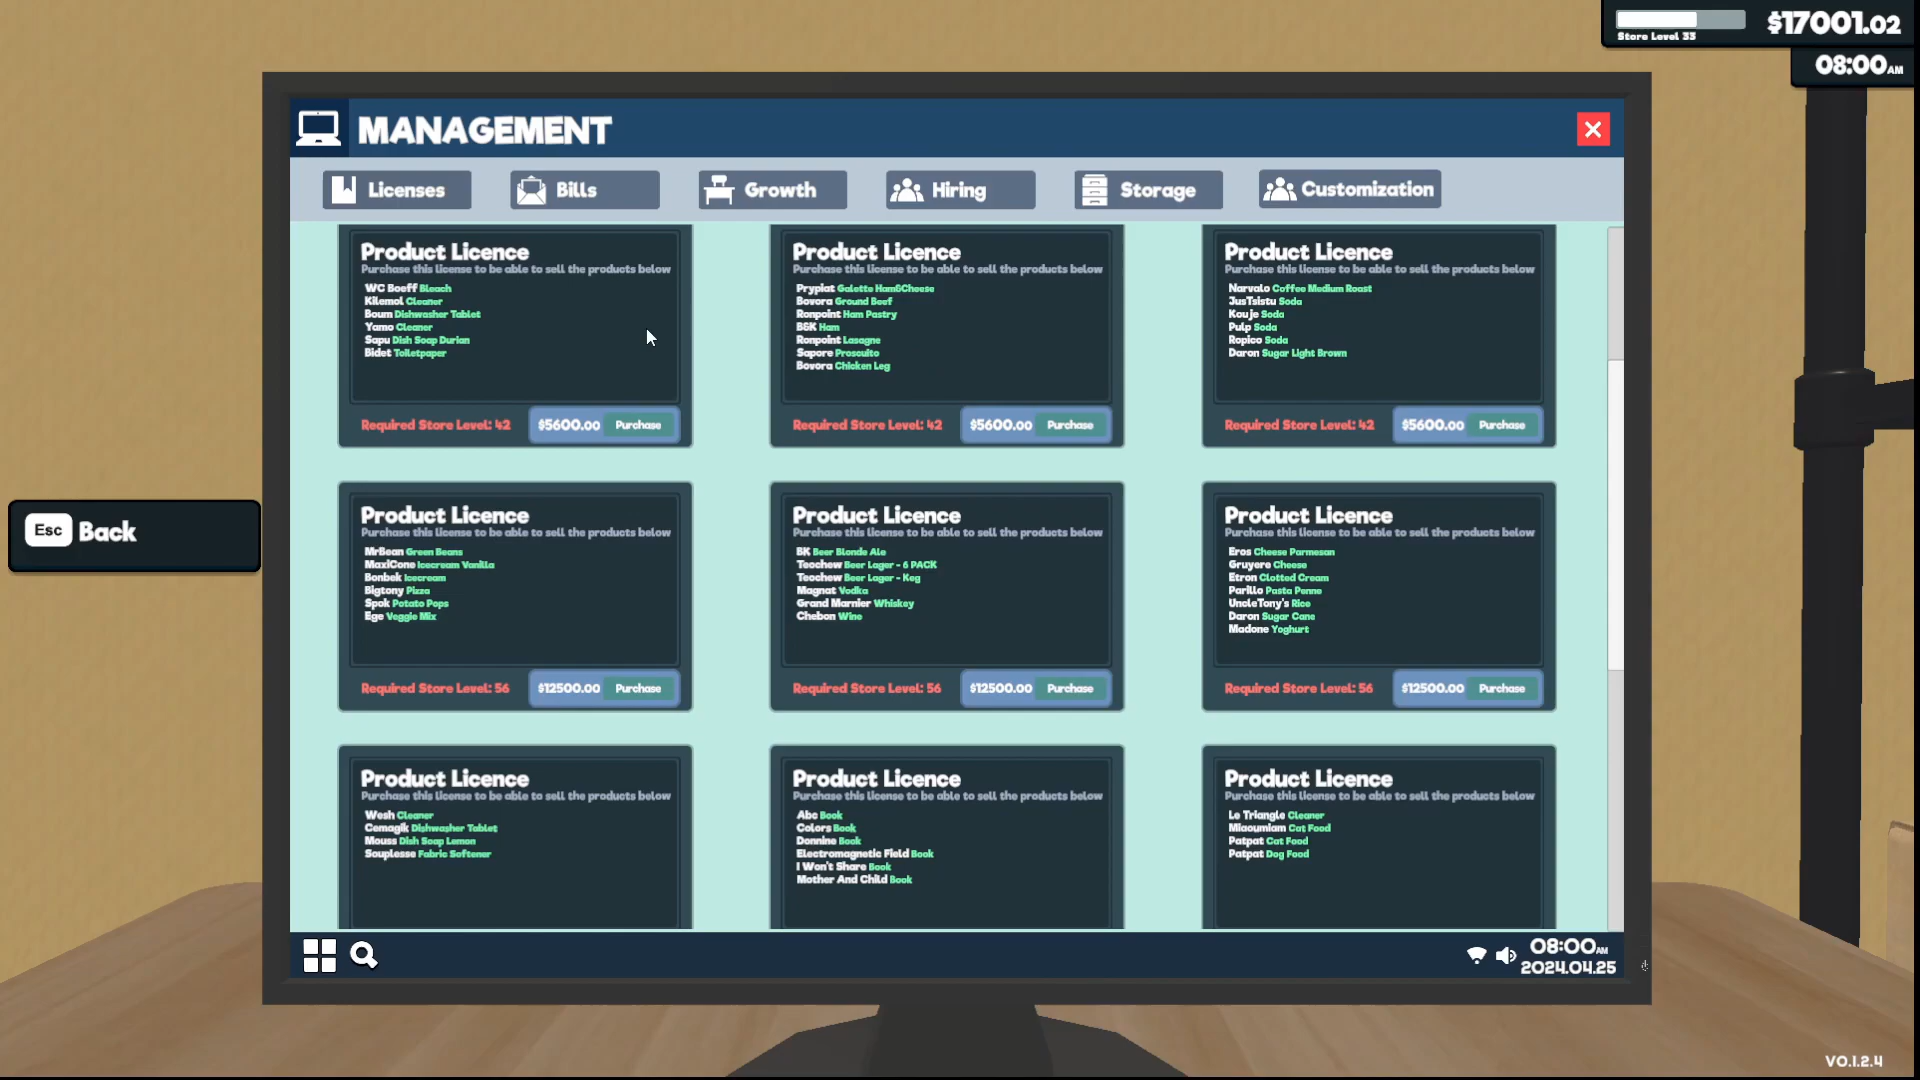 $17001.02
Store Level 33
08:00AM
MANAGEMENT
Licenses
Bills
Growth
Hiring
Storage
Customization
Product Licence
Purchase this license to be able to sell the products below
WC Boeff Bleach
Kilemol Cleaner
Boum Dishwasher Tablet
Yamo Cleaner
Sapu Dish Soap Durian
Bidet Toiletpaper
Required Store Level: 42
$5600.00 Purchase
Product Licence
Purchase this license to be able to sell the products below
Prypiat Galette Ham&Cheese
Bovora Ground Beef
Ronpoint Ham Pastry
B&K Ham
Ronpoint Lasagne
Sapore Proscuito
Bovora Chicken Leg
Required Store Level: 42
$5600.00 Purchase
Product Licence
Purchase this license to be able to sell the products below
Narvalo Coffee Medium Roast
JusTsistu Soda
Kouje Soda
Pulp Soda
Ropico Soda
Daron Sugar Light Brown
Required Store Level: 42
$5600.00 Purchase
Esc Back
Product Licence
Purchase this license to be able to sell the products below
MrBean Green Beans
MaxiCone Icecream Vanilla
Bonbek Icecream
Bigtony Pizza
Spok Potato Pops
Ege Veggie Mix
Required Store Level: 56
$12500.00 Purchase
Product Licence
Purchase this license to be able to sell the products below
BK Beer Blonde Ale
Teochew Beer Lager - 6 PACK
Teochew Beer Lager - Keg
Magnat Vodka
Grand Marnier Whiskey
Chebon Wine
Required Store Level: 56
$12500.00 Purchase
Product Licence
Purchase this license to be able to sell the products below
Eros Cheese Parmesan
Gruyere Cheese
Etron Clotted Cream
Parillo Pasta Penne
UncleTony's Rice
Daron Sugar Cane
Madone Yoghurt
Required Store Level: 56
$12500.00 Purchase
Product Licence
Purchase this license to be able to sell the products below
Wesh Cleaner
Cemagik Dishwasher Tablet
Mouss Dish Soap Lemon
Souplesse Fabric Softener
Product Licence
Purchase this license to be able to sell the products below
Abc Book
Colors Book
Donnine Book
Electromagnetic Field Book
I Won't Share Book
Mother And Child Book
Product Licence
Purchase this license to be able to sell the products below
Le Triangle Cleaner
Miaoumiam Cat Food
Patpat Cat Food
Patpat Dog Food
08:00AM
2024.04.25
V0.1.2.4